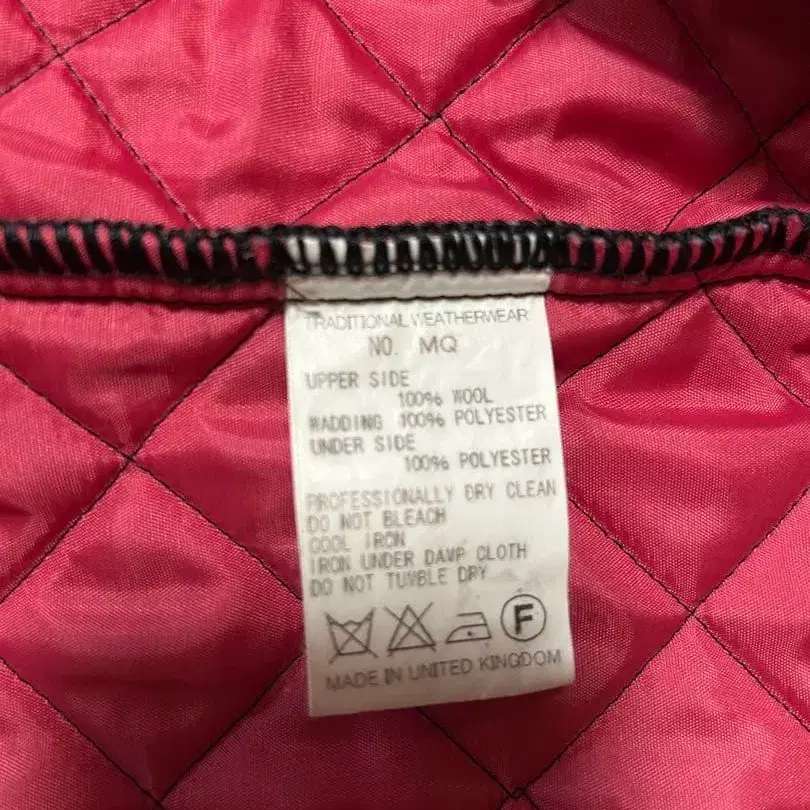 TRADITIONAL WEATHERWEAR
NO. MQ
UPPER SIDE
100% WOOL
WADDING 100% POLYESTER
UNDER SIDE
100% POLYESTER
PROFESSIONALLY DRY CLEAN
DO NOT BLEACH
COOL IRON
IRON UNDER DAMP CLOTH
DO NOT TUMBLE DRY
F
MADE IN UNITED KINGDOM